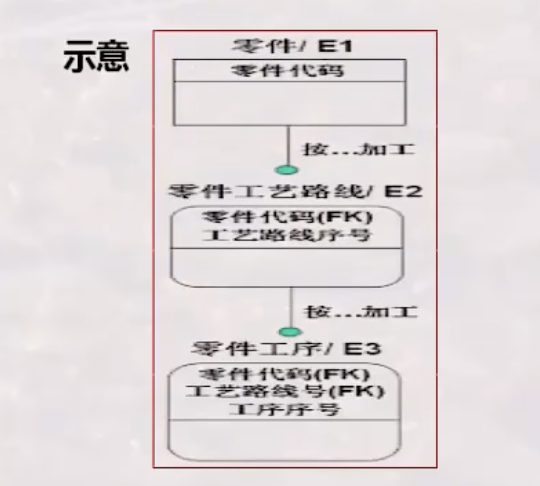 示意
零件/ E1
零件代码
按...加工
零件工艺路线/ E2
零件代码(FK)
工艺路线序号
按...加工
零件工序/ E3
零件代码(FK)
工艺路线号(FK)
工序序号